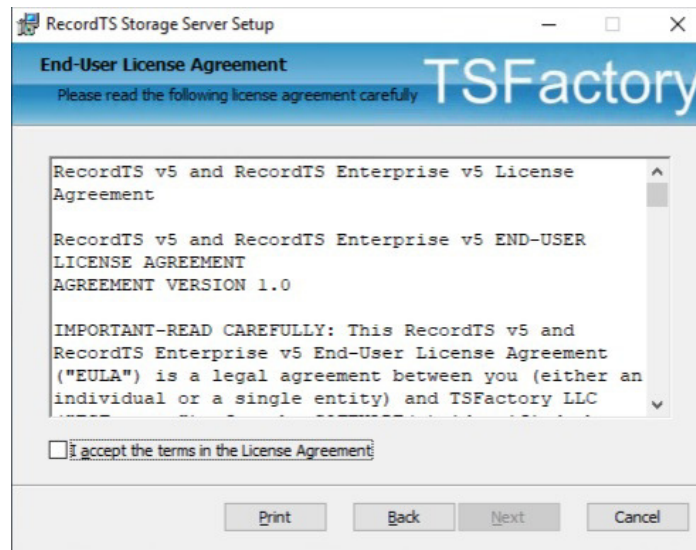 RecordTS Storage Server Setup
End-User License Agreement
Please read the following license agreement carefully
TSFactory
RecordTS v5 and RecordTS Enterprise v5 License
Agreement
RecordTS v5 and RecordTS Enterprise v5 END-USER
LICENSE AGREEMENT
AGREEMENT VERSION 1.0
IMPORTANT-READ CAREFULLY: This RecordTS v5 and
RecordTS Enterprise v5 End-User License Agreement
("EULA") is a legal agreement between you (either an
individual or a single entity) and TSFactory LLC
I accept the terms in the License Agreement
Print Back Next Cancel